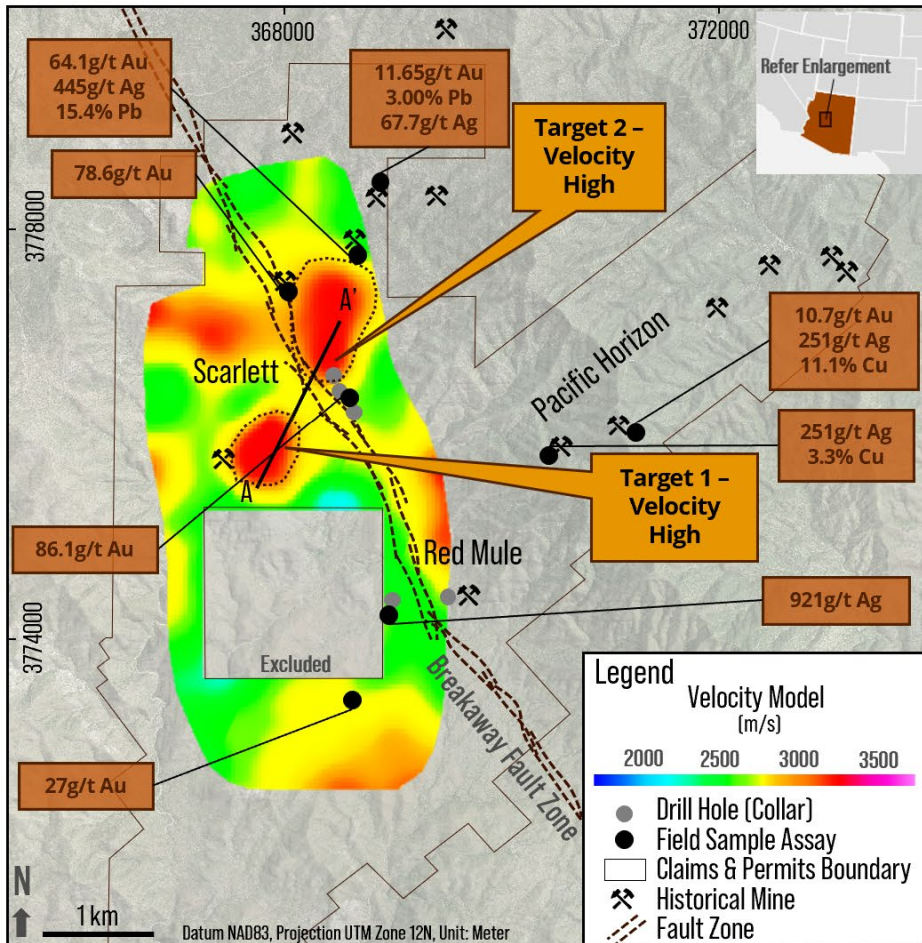 368000
372000
3778000
3774000
Refer Enlargement
64.1g/t Au
445g/t Ag
15.4% Pb
78.6g/t Au
11.65g/t Au
3.00% Pb
67.7g/t Ag
Target 2 –
Velocity
High
A'
Scarlett
Pacific Horizon
10.7g/t Au
251g/t Ag
11.1% Cu
251g/t Ag
3.3% Cu
A
Target 1 –
Velocity
High
86.1g/t Au
Red Mule
921g/t Ag
Excluded
Breakaway Fault Zone
27g/t Au
Legend
Velocity Model
(m/s)
2000 2500 3000 3500
Drill Hole (Collar)
Field Sample Assay
Claims & Permits Boundary
Historical Mine
Fault Zone
N
1 km
Datum NAD83, Projection UTM Zone 12N, Unit: Meter